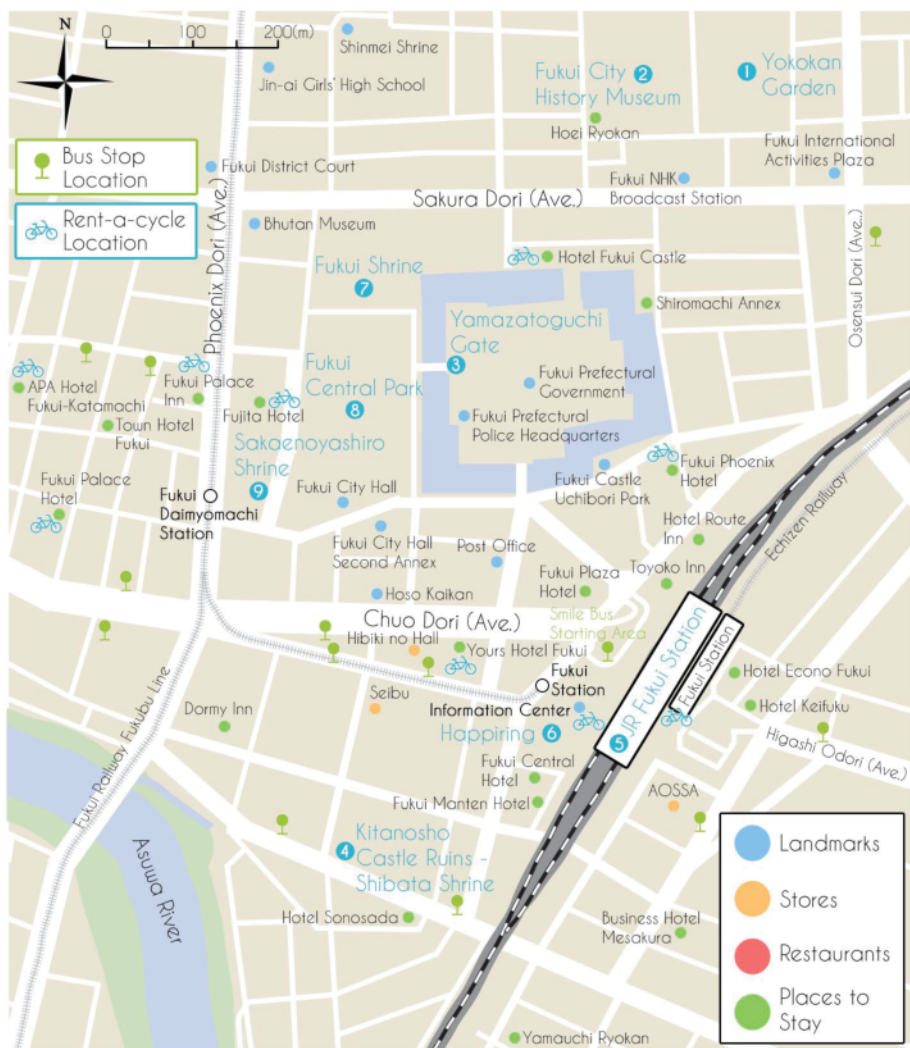 N
0 100 200(m)
Shinmei Shrine
Jin-ai Girls' High School
Fukui City
History Museum
2
1
Yokokan
Garden
Hoei Ryokan
Bus Stop
Location
Rent-a-cycle
Location
Fukui District Court
Fukui International
Activities Plaza
Fukui NHK
Broadcast Station
Sakura Dori (Ave.)
Phoenix Dori (Ave.)
Bhutan Museum
Osensui Dori (Ave.)
Hotel Fukui Castle
Fukui Shrine
7
Shiromachi Annex
Yamazatoguchi
Gate
3
Fukui
Central Park
8
Fukui Prefectural
Government
Fukui Prefectural
Police Headquarters
APA Hotel
Fukui-Katamachi
Fukui Palace
Inn
Town Hotel
Fukui
Fujita Hotel
Sakaenoyashiro
Shrine
9
Fukui Palace
Hotel
Fukui
Daimyomachi
Station
Fukui City Hall
Fukui City Hall
Second Annex
Fukui Castle
Uchibori Park
Fukui Phoenix
Hotel
Hotel Route
Inn
Echizen Railway
Post Office
Toyoko Inn
Fukui Plaza
Hotel
Hoso Kaikan
Chuo Dori (Ave.)
Smile Bus
Starting Area
Hibiki no Hall
Yours Hotel Fukui
Fukui
Station
JR Fukui Station
5
Fukui Station
Hotel Econo Fukui
Hotel Keifuku
Higashi Odori (Ave.)
Seibu
Information Center
Happiring
6
Dormy Inn
Fukui Railway Fukubu Line
Fukui Central
Hotel
Fukui Manten Hotel
AOSSA
Asuwa River
4
Kitanosho
Castle Ruins -
Shibata Shrine
Hotel Sonosada
Business Hotel
Mesakura
Yamauchi Ryokan
Landmarks
Stores
Restaurants
Places to
Stay